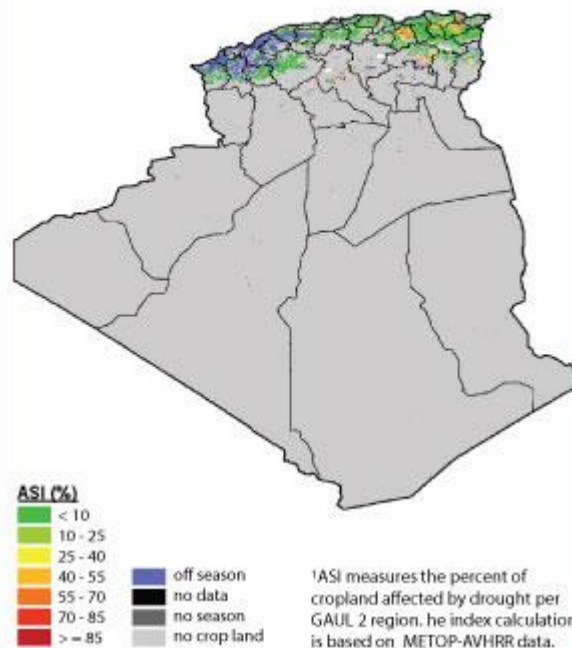 ASI (%)
< 10
10 - 25
25 - 40
40 - 55
55 - 70
70 - 85
> = 85
off season
no data
no season
no crop land
¹ASI measures the percent of
cropland affected by drought per
GAUL 2 region. he index calculation
is based on METOP-AVHRR data.